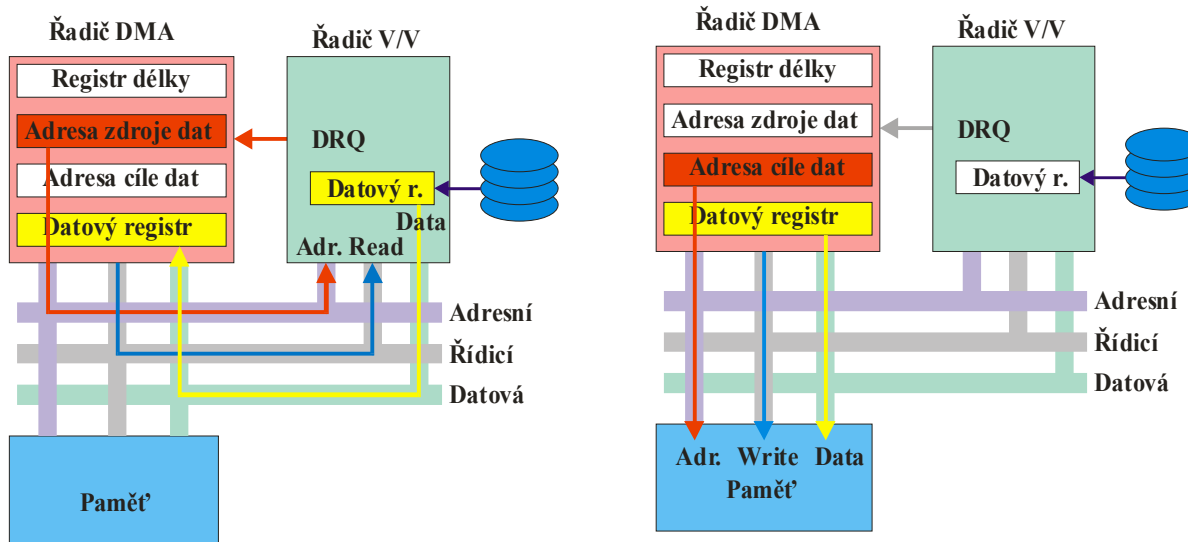 Řadič DMA
Řadič V/V
Registr délky
Adresa zdroje dat
DRQ
Adresa cíle dat
Datový r.
Datový registr
Data
Adr. Read
Adresní
Řídicí
Datová
Paměť
Řadič DMA
Řadič V/V
Registr délky
Adresa zdroje dat
DRQ
Adresa cíle dat
Datový r.
Datový registr
Adresní
Řídicí
Datová
Adr. Write Data
Paměť